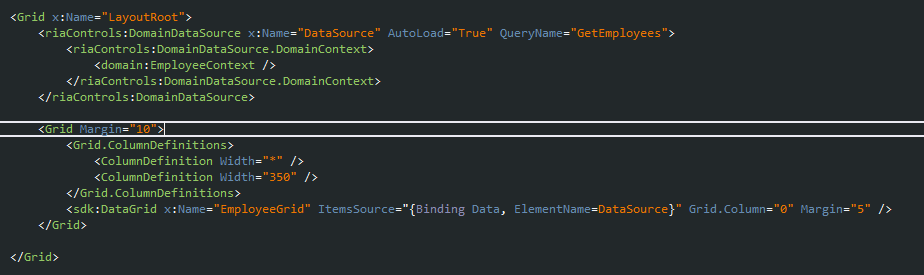 <Grid x:Name="LayoutRoot">
    <riaControls:DomainDataSource x:Name="DataSource" AutoLoad="True" QueryName="GetEmployees">
        <riaControls:DomainDataSource.DomainContext>
            <domain:EmployeeContext />
        </riaControls:DomainDataSource.DomainContext>
    </riaControls:DomainDataSource>

    <Grid Margin="10">
        <Grid.ColumnDefinitions>
            <ColumnDefinition Width="*" />
            <ColumnDefinition Width="350" />
        </Grid.ColumnDefinitions>
        <sdk:DataGrid x:Name="EmployeeGrid" ItemsSource="{Binding Data, ElementName=DataSource}" Grid.Column="0" Margin="5" />
    </Grid>

</Grid>